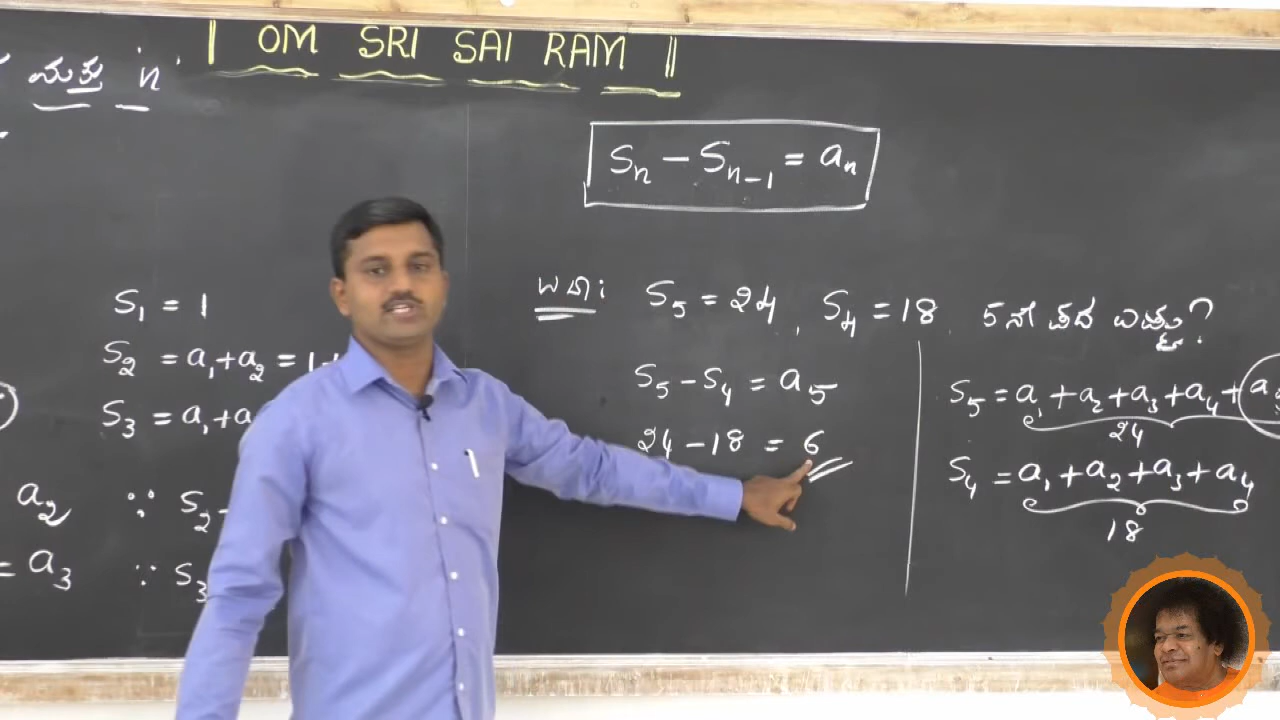 || OM SRI SAI RAM ||
ಮತ್ತು 'n'
Sₙ − Sₙ₋₁ = aₙ
S₁ = 1
S₂ = a₁ + a₂ = 1 +
S₃ = a₁ + a
a₂ ∵ S₂ −
= a₃ ∵ S₃
ಉದಾ: S₅ = 24, S₄ = 18 5ನೇ ಪದ ಎಷ್ಟು?
S₅ − S₄ = a₅
24 − 18 = 6
S₅ = a₁ + a₂ + a₃ + a₄ + a₅
24
S₄ = a₁ + a₂ + a₃ + a₄
18